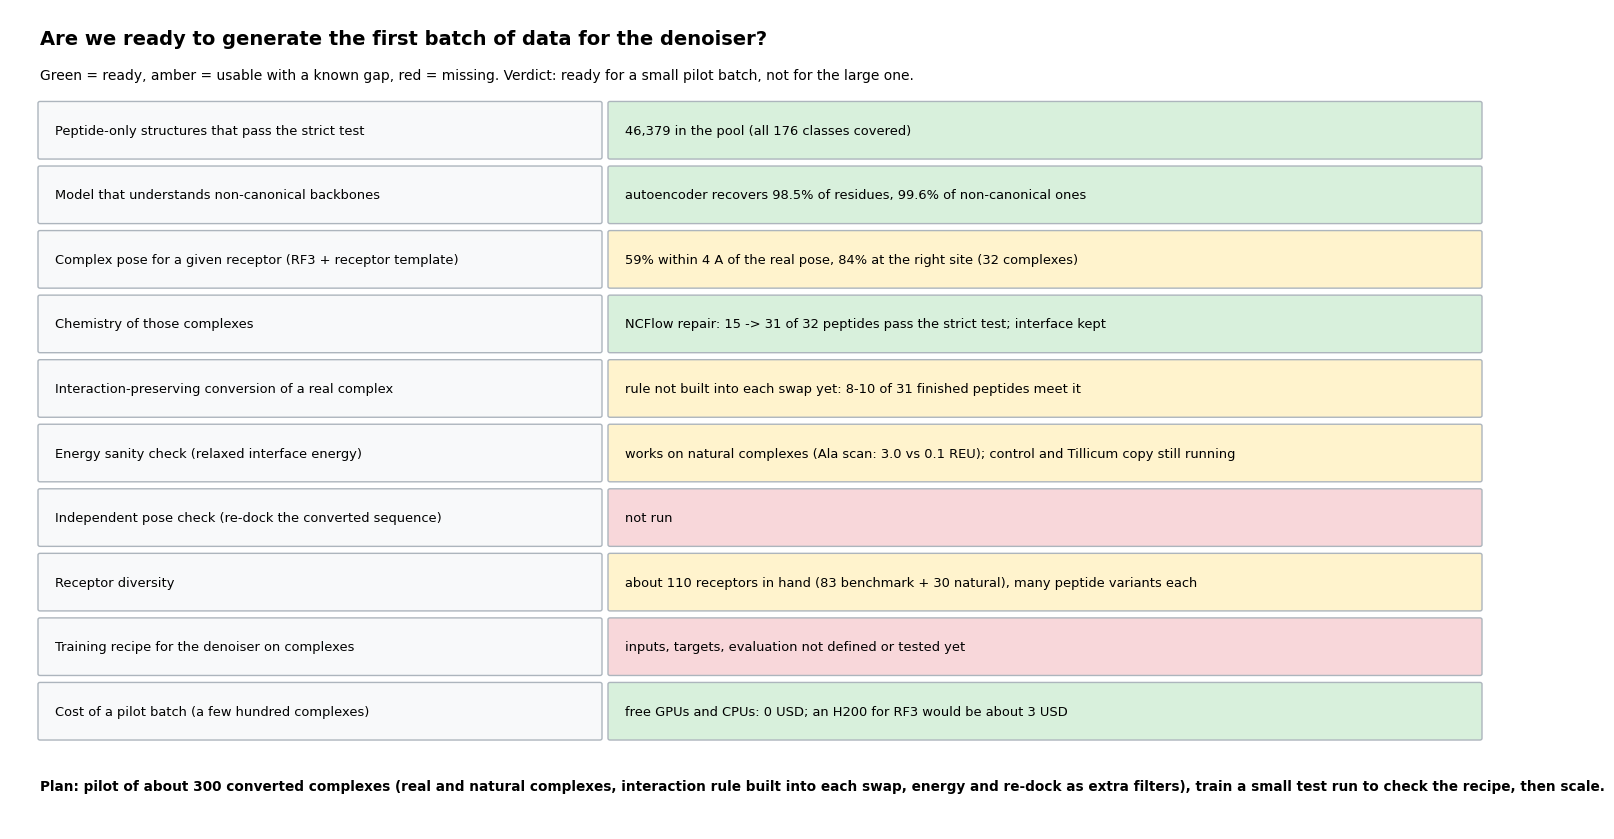 Are we ready to generate the first batch of data for the denoiser?
Green = ready, amber = usable with a known gap, red = missing. Verdict: ready for a small pilot batch, not for the large one.
Peptide-only structures that pass the strict test
46,379 in the pool (all 176 classes covered)
Model that understands non-canonical backbones
autoencoder recovers 98.5% of residues, 99.6% of non-canonical ones
Complex pose for a given receptor (RF3 + receptor template)
59% within 4 A of the real pose, 84% at the right site (32 complexes)
Chemistry of those complexes
NCFlow repair: 15 -> 31 of 32 peptides pass the strict test; interface kept
Interaction-preserving conversion of a real complex
rule not built into each swap yet: 8-10 of 31 finished peptides meet it
Energy sanity check (relaxed interface energy)
works on natural complexes (Ala scan: 3.0 vs 0.1 REU); control and Tillicum copy still running
Independent pose check (re-dock the converted sequence)
not run
Receptor diversity
about 110 receptors in hand (83 benchmark + 30 natural), many peptide variants each
Training recipe for the denoiser on complexes
inputs, targets, evaluation not defined or tested yet
Cost of a pilot batch (a few hundred complexes)
free GPUs and CPUs: 0 USD; an H200 for RF3 would be about 3 USD
Plan: pilot of about 300 converted complexes (real and natural complexes, interaction rule built into each swap, energy and re-dock as extra filters), train a small test run to check the recipe, then scale.